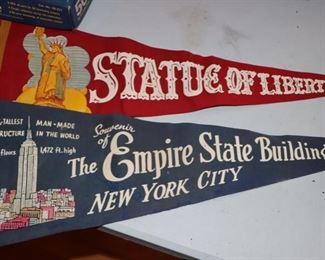 STATUE OF LIBERT
TALLEST MAN-MADE
STRUCTURE IN THE WORLD
floors 1,472 ft. high
Souvenir of
The Empire State Building
NEW YORK CITY